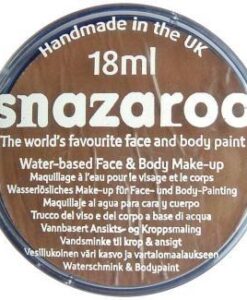 Handmade in the UK
18ml
snazaroo
The world's favourite face and body paint
Water-based Face & Body Make-up
Maquillage à l'eau pour le visage et le corps
Wasserlösliches Make-up für Face- und Body-Painting
Maquillaje al agua para cara y cuerpo
Trucco del viso e del corpo a base di acqua
Vannbasert Ansikts- og Kroppsmaling
Vandsminke til krop & ansigt
Vesiliukoinen väri kasvo ja vartalomaalaukseen
Waterschmink & Bodypaint